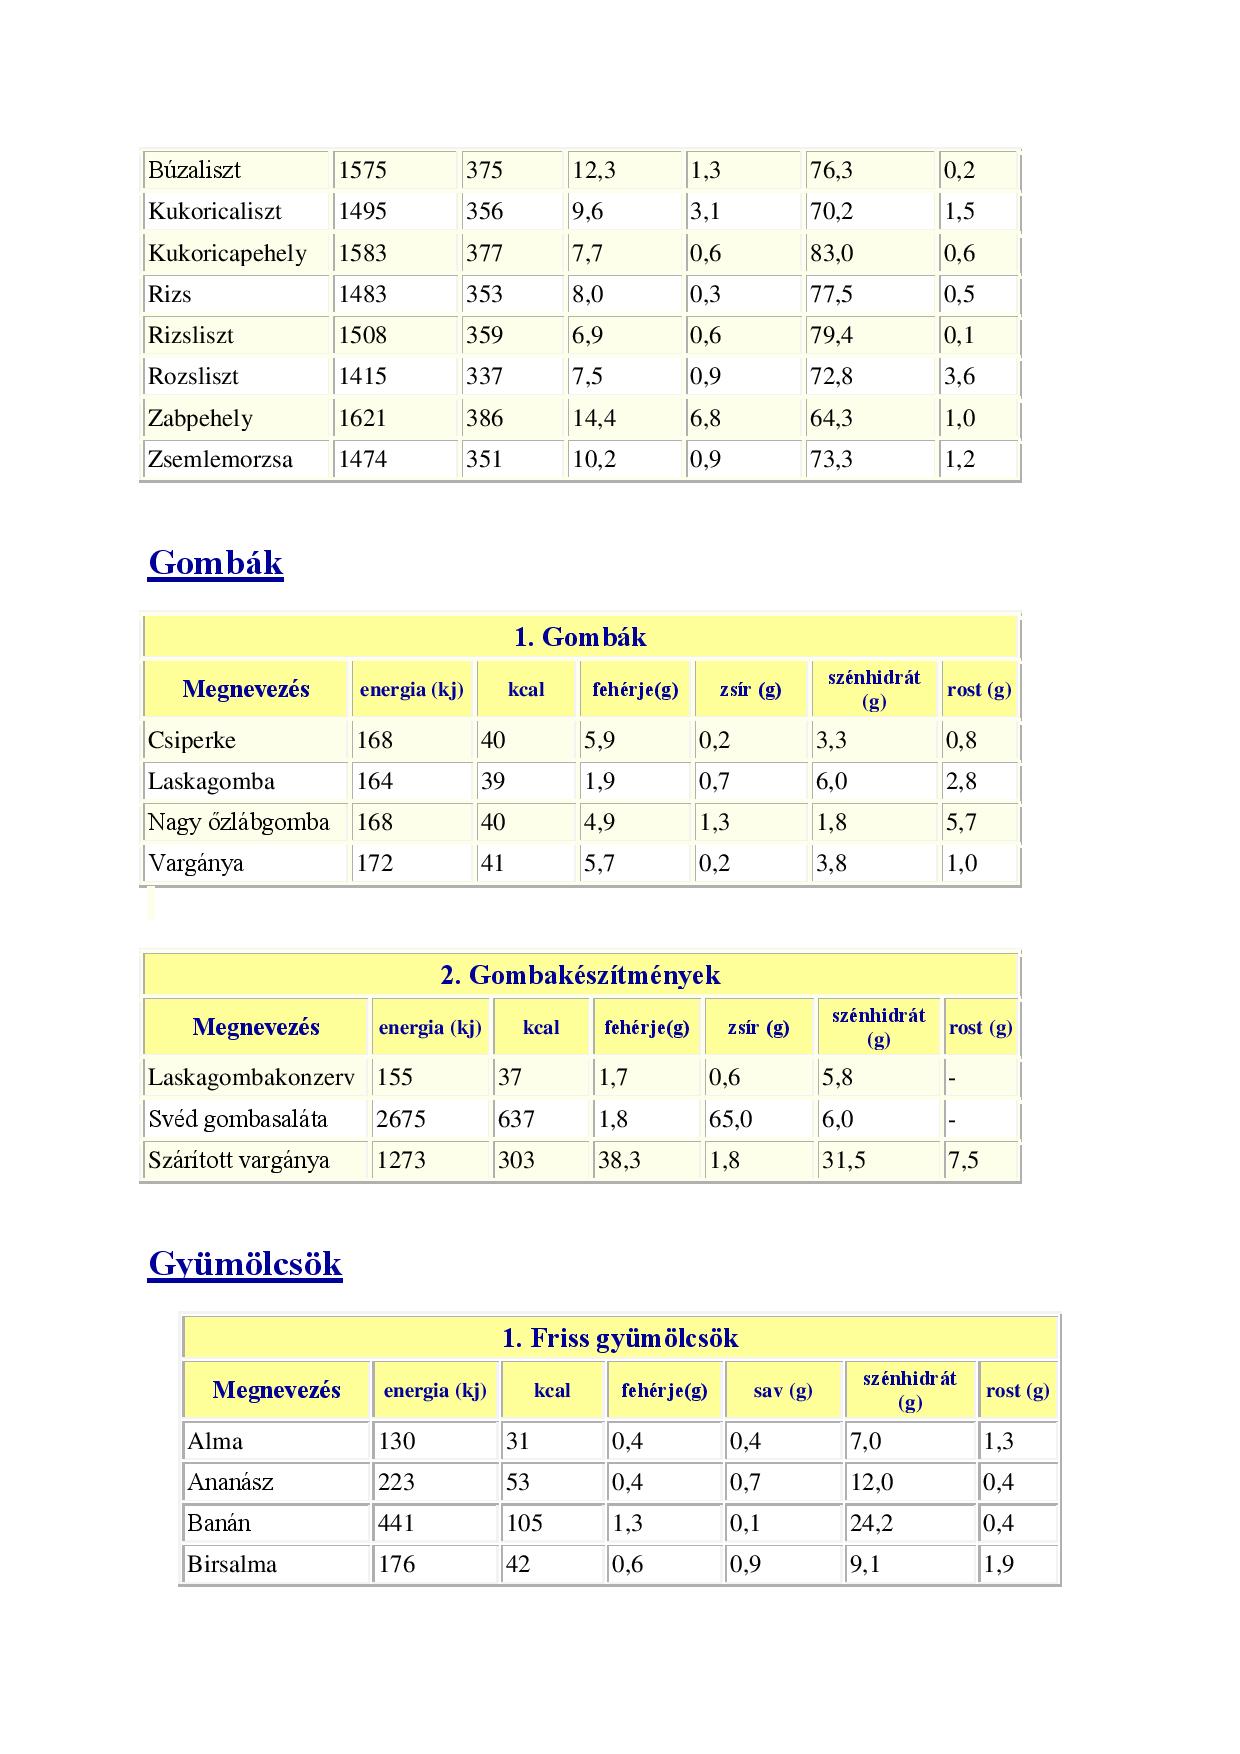 Búzaliszt 1575 375 12,3 1,3 76,3 0,2
Kukoricaliszt 1495 356 9,6 3,1 70,2 1,5
Kukoricapehely 1583 377 7,7 0,6 83,0 0,6
Rizs 1483 353 8,0 0,3 77,5 0,5
Rizsliszt 1508 359 6,9 0,6 79,4 0,1
Rozsliszt 1415 337 7,5 0,9 72,8 3,6
Zabpehely 1621 386 14,4 6,8 64,3 1,0
Zsemlemorzsa 1474 351 10,2 0,9 73,3 1,2
Gombák
1. Gombák
Megnevezés energia (kj) kcal fehérje(g) zsír (g) szénhidrát (g) rost (g)
Csiperke 168 40 5,9 0,2 3,3 0,8
Laskagomba 164 39 1,9 0,7 6,0 2,8
Nagy őzlábgomba 168 40 4,9 1,3 1,8 5,7
Vargánya 172 41 5,7 0,2 3,8 1,0
2. Gombakészítmények
Megnevezés energia (kj) kcal fehérje(g) zsír (g) szénhidrát (g) rost (g)
Laskagombakonzerv 155 37 1,7 0,6 5,8 -
Svéd gombasaláta 2675 637 1,8 65,0 6,0 -
Szárított vargánya 1273 303 38,3 1,8 31,5 7,5
Gyümölcsök
1. Friss gyümölcsök
Megnevezés energia (kj) kcal fehérje(g) sav (g) szénhidrát (g) rost (g)
Alma 130 31 0,4 0,4 7,0 1,3
Ananász 223 53 0,4 0,7 12,0 0,4
Banán 441 105 1,3 0,1 24,2 0,4
Birsalma 176 42 0,6 0,9 9,1 1,9